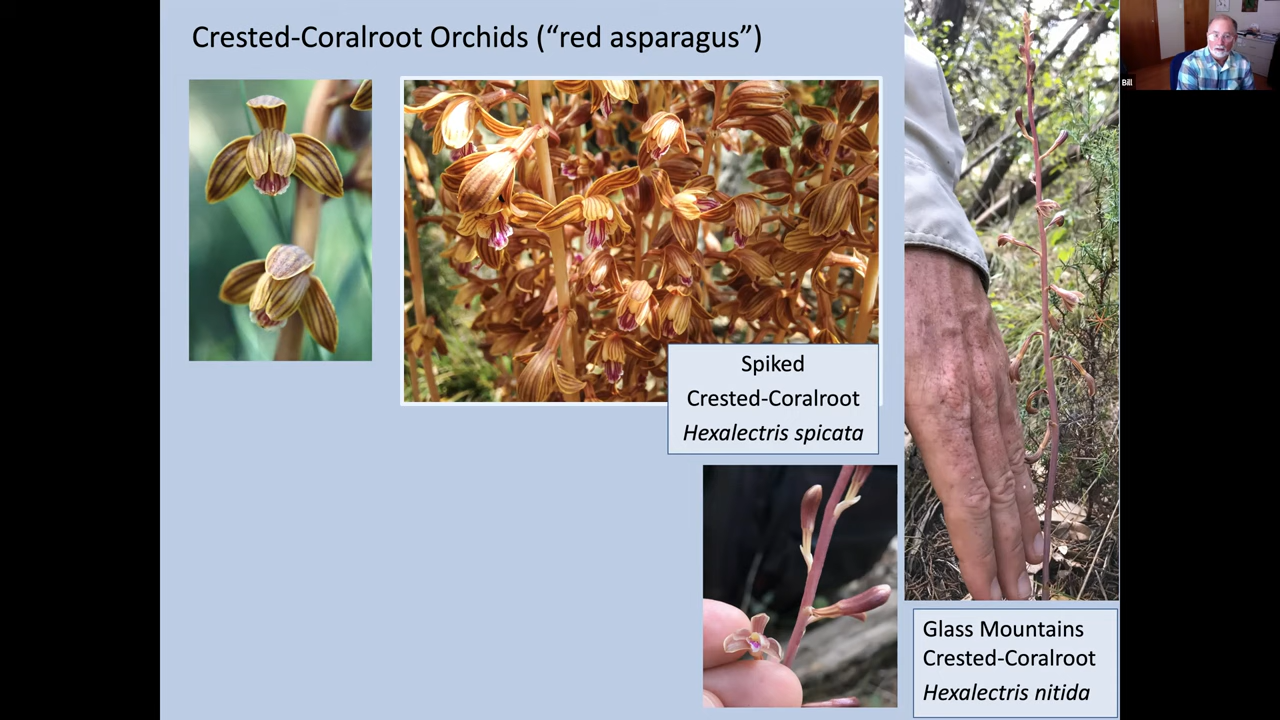 Crested-Coralroot Orchids (“red asparagus”)
Bill
Spiked
Crested-Coralroot
Hexalectris spicata
Glass Mountains
Crested-Coralroot
Hexalectris nitida